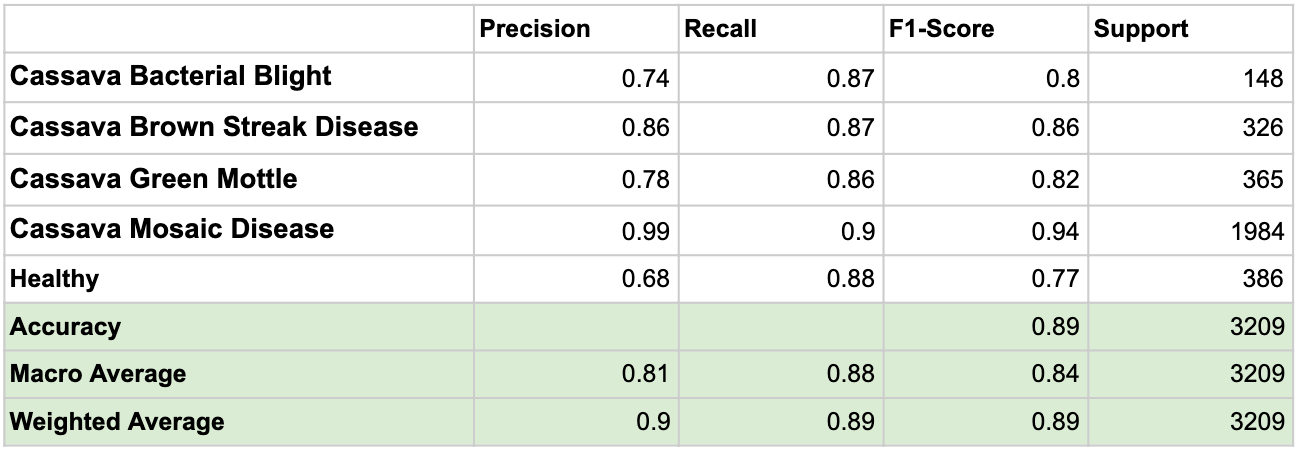 Precision Recall F1-Score Support
Cassava Bacterial Blight 0.74 0.87 0.8 148
Cassava Brown Streak Disease 0.86 0.87 0.86 326
Cassava Green Mottle 0.78 0.86 0.82 365
Cassava Mosaic Disease 0.99 0.9 0.94 1984
Healthy 0.68 0.88 0.77 386
Accuracy 0.89 3209
Macro Average 0.81 0.88 0.84 3209
Weighted Average 0.9 0.89 0.89 3209